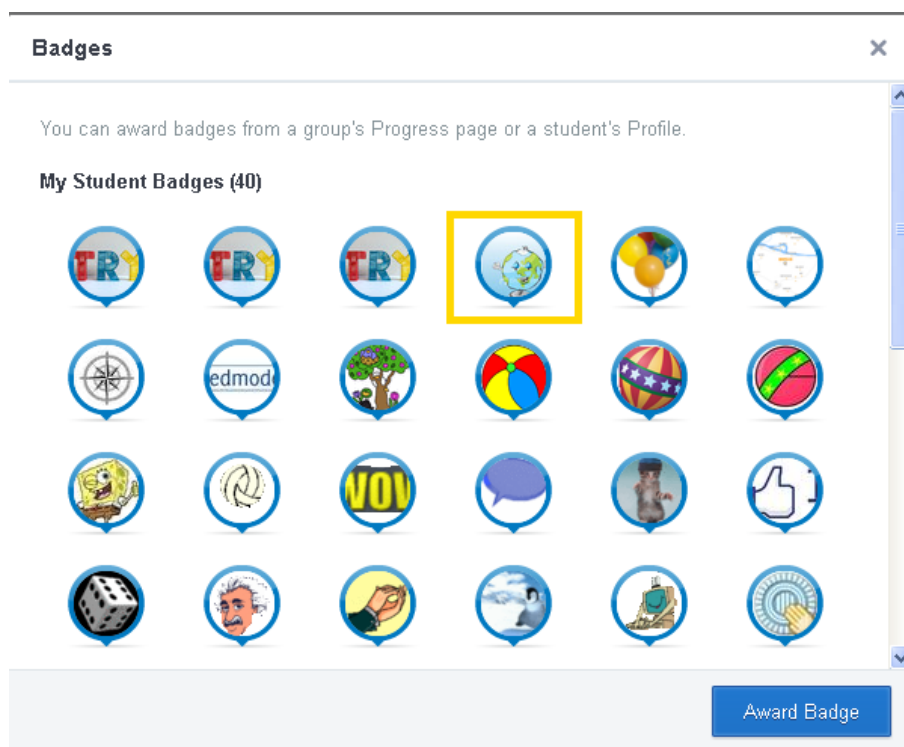 Badges
You can award badges from a group's Progress page or a student's Profile.
My Student Badges (40)
TRY
TRY
TRY
edmod
WOW
Award Badge